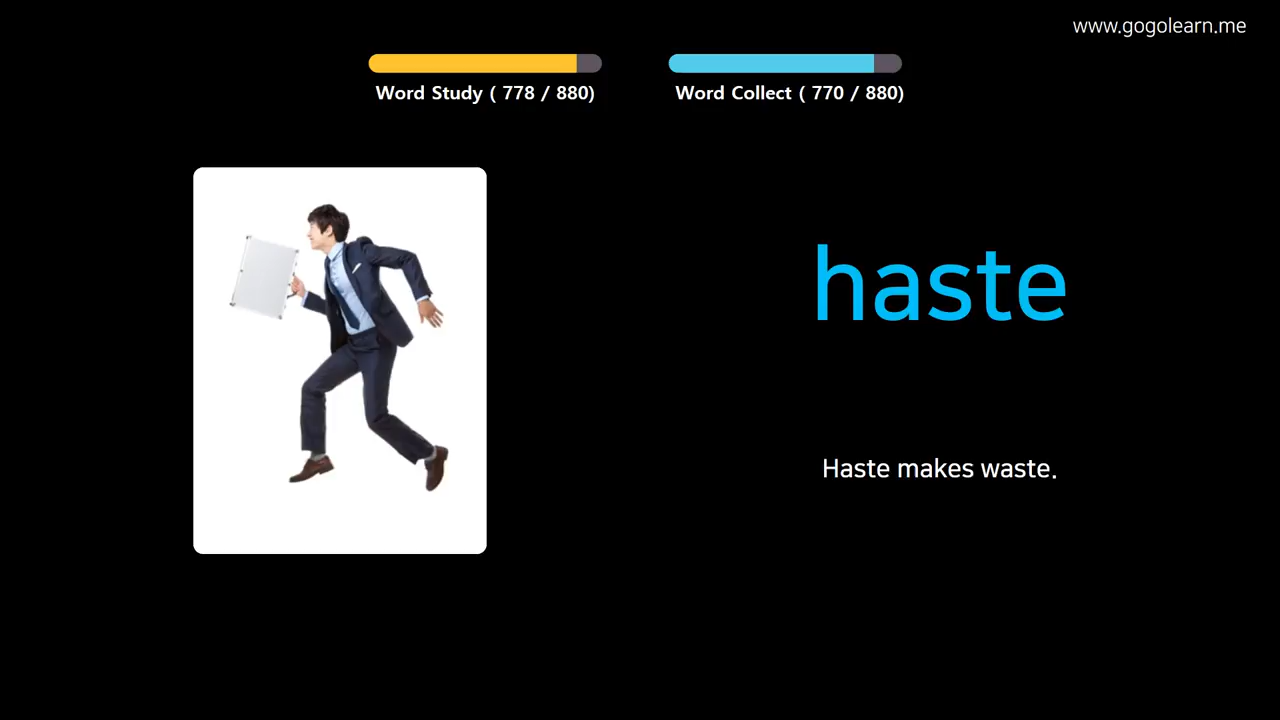 www.gogolearn.me
Word Study ( 778 / 880)
Word Collect ( 770 / 880)
haste
Haste makes waste.